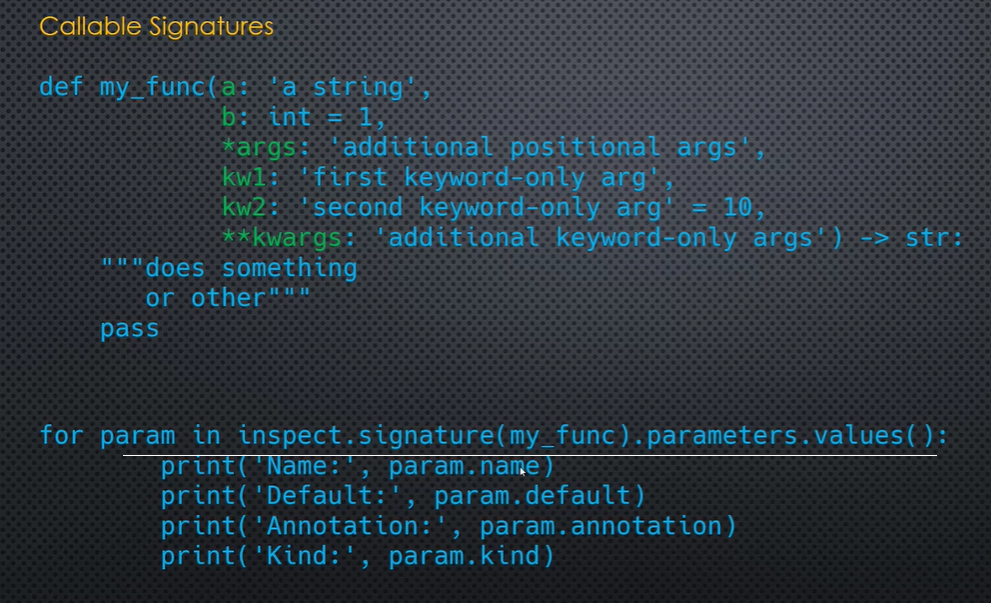 Callable Signatures
def my_func(a: 'a string',
b: int = 1,
*args: 'additional positional args',
kw1: 'first keyword-only arg',
kw2: 'second keyword-only arg' = 10,
**kwargs: 'additional keyword-only args') -> str:
"""does something
or other"""
pass
for param in inspect.signature(my_func).parameters.values():
print('Name:', param.name)
print('Default:', param.default)
print('Annotation:', param.annotation)
print('Kind:', param.kind)